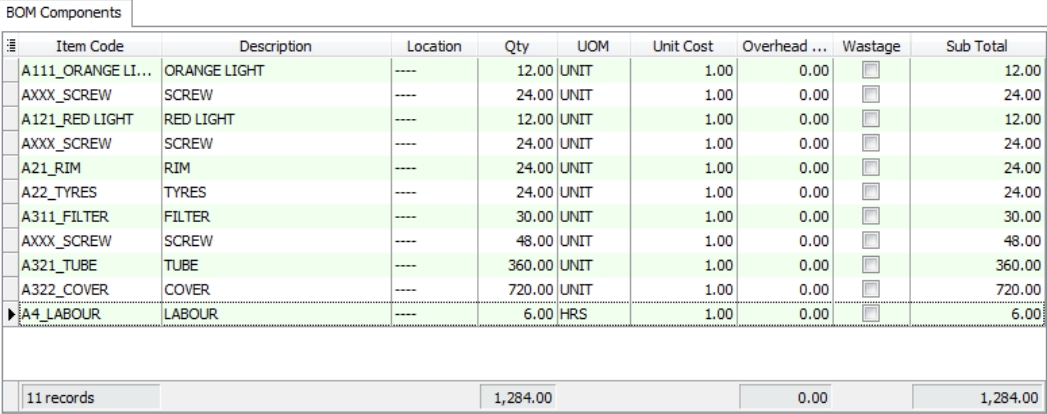 BOM Components
Item Code Description Location Qty UOM Unit Cost Overhead ... Wastage Sub Total
A111_ORANGE LI... ORANGE LIGHT ---- 12.00 UNIT 1.00 0.00 12.00
AXXX_SCREW SCREW ---- 24.00 UNIT 1.00 0.00 24.00
A121_RED LIGHT RED LIGHT ---- 12.00 UNIT 1.00 0.00 12.00
AXXX_SCREW SCREW ---- 24.00 UNIT 1.00 0.00 24.00
A21_RIM RIM ---- 24.00 UNIT 1.00 0.00 24.00
A22_TYRES TYRES ---- 24.00 UNIT 1.00 0.00 24.00
A311_FILTER FILTER ---- 30.00 UNIT 1.00 0.00 30.00
AXXX_SCREW SCREW ---- 48.00 UNIT 1.00 0.00 48.00
A321_TUBE TUBE ---- 360.00 UNIT 1.00 0.00 360.00
A322_COVER COVER ---- 720.00 UNIT 1.00 0.00 720.00
A4_LABOUR LABOUR ---- 6.00 HRS 1.00 0.00 6.00
11 records 1,284.00 0.00 1,284.00